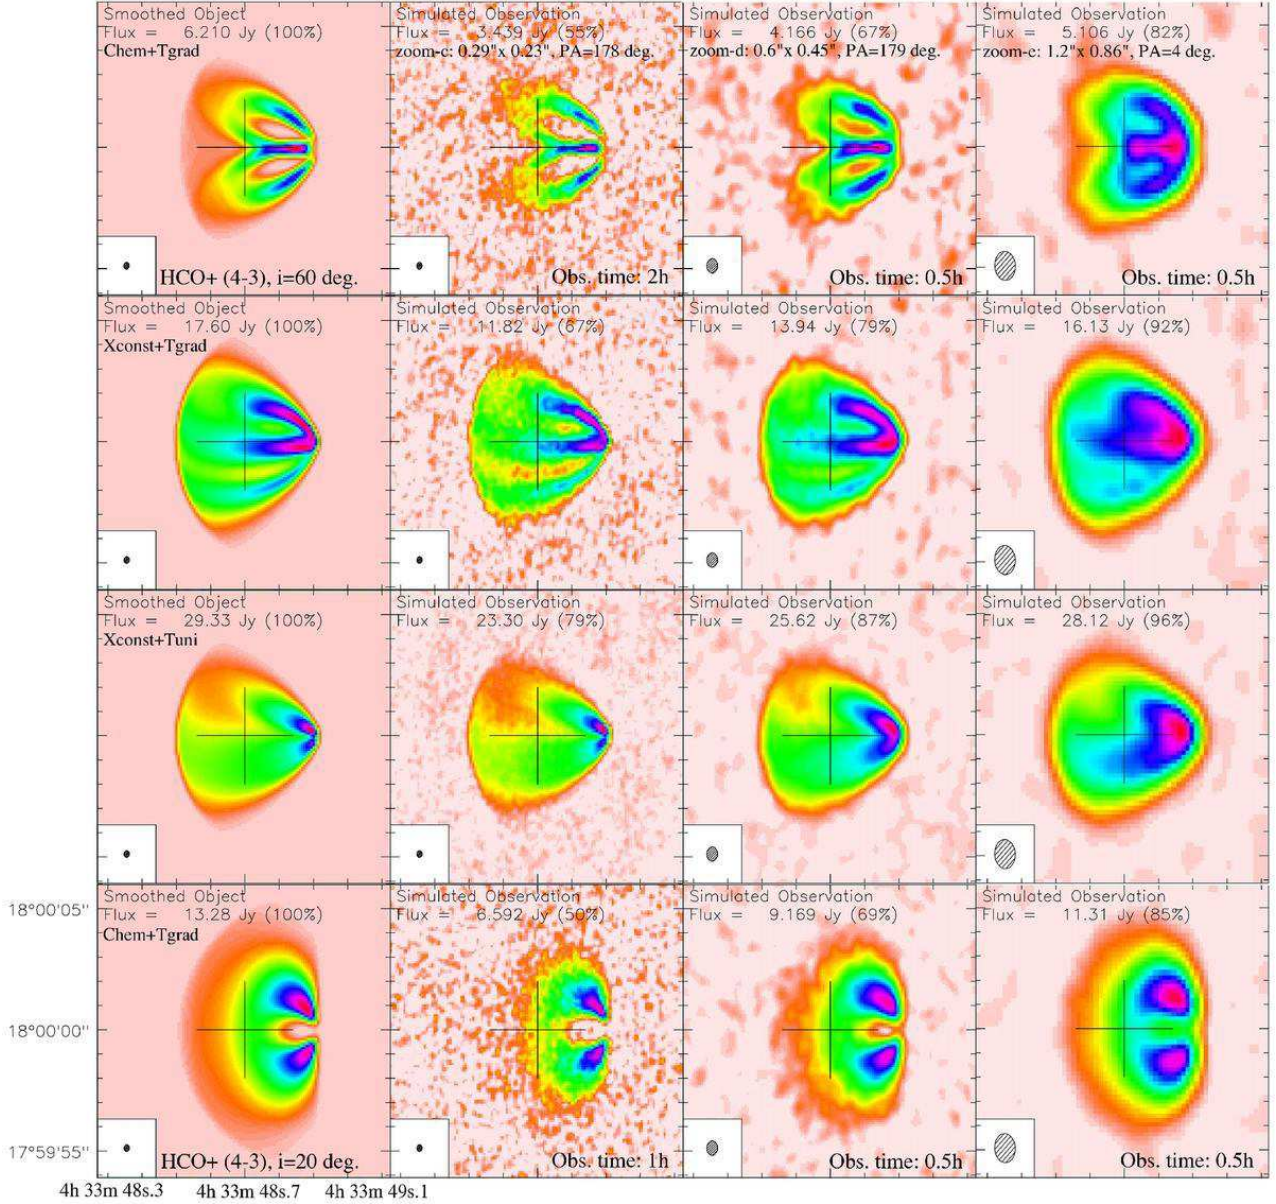 Smoothed Object
Flux = 6.210 Jy (100%)
Chem+Tgrad
HCO+ (4-3), i=60 deg.
Simulated Observation
Flux = 3.439 Jy (55%)
zoom-c: 0.29"x 0.23", PA=178 deg.
Obs. time: 2h
Simulated Observation
Flux = 4.166 Jy (67%)
zoom-d: 0.6"x 0.45", PA=179 deg.
Obs. time: 0.5h
Simulated Observation
Flux = 5.106 Jy (82%)
zoom-e: 1.2"x 0.86", PA=4 deg.
Obs. time: 0.5h
Smoothed Object
Flux = 17.60 Jy (100%)
Xconst+Tgrad
Simulated Observation
Flux = 11.82 Jy (67%)
Simulated Observation
Flux = 13.94 Jy (79%)
Simulated Observation
Flux = 16.13 Jy (92%)
Smoothed Object
Flux = 29.33 Jy (100%)
Xconst+Tuni
Simulated Observation
Flux = 23.30 Jy (79%)
Simulated Observation
Flux = 25.62 Jy (87%)
Simulated Observation
Flux = 28.12 Jy (96%)
Smoothed Object
Flux = 13.28 Jy (100%)
Chem+Tgrad
HCO+ (4-3), i=20 deg.
Simulated Observation
Flux = 6.592 Jy (50%)
Obs. time: 1h
Simulated Observation
Flux = 9.169 Jy (69%)
Obs. time: 0.5h
Simulated Observation
Flux = 11.31 Jy (85%)
Obs. time: 0.5h
18°00'05"
18°00'00"
17°59'55"
4h 33m 48s.3
4h 33m 48s.7
4h 33m 49s.1